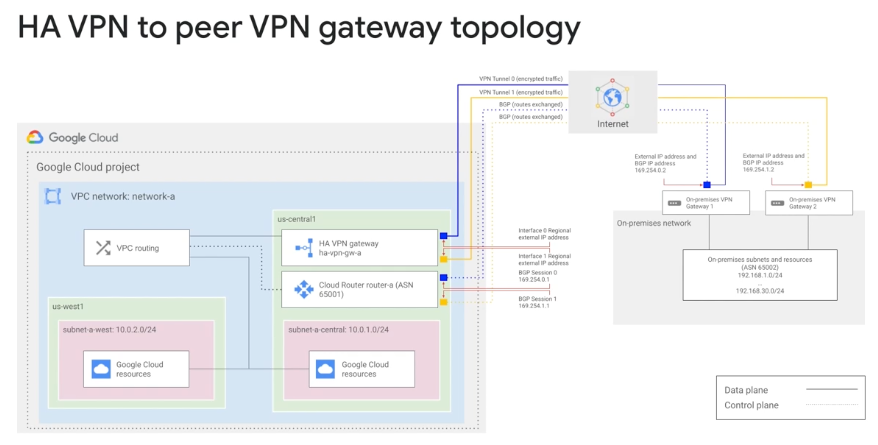 HA VPN to peer VPN gateway topology
VPN Tunnel 0 (encrypted traffic)
VPN Tunnel 1 (encrypted traffic)
BGP (routes exchanged)
BGP (routes exchanged)
Internet
Google Cloud
Google Cloud project
VPC network: network-a
us-central1
VPC routing
HA VPN gateway
ha-vpn-gw-a
Cloud Router router-a (ASN
65001)
Interface 0 Regional
external IP address
Interface 1 Regional
external IP address
BGP Session 0
169.254.0.1
BGP Session 1
169.254.1.1
us-west1
subnet-a-west: 10.0.2.0/24
Google Cloud
resources
subnet-a-central: 10.0.1.0/24
Google Cloud
resources
External IP address and
BGP IP address
169.254.0.2
External IP address and
BGP IP address
169.254.1.2
On-premises VPN
Gateway 1
On-premises VPN
Gateway 2
On-premises network
On-premises subnets and resources
(ASN 65002)
192.168.1.0/24
...
192.168.30.0/24
Data plane
Control plane